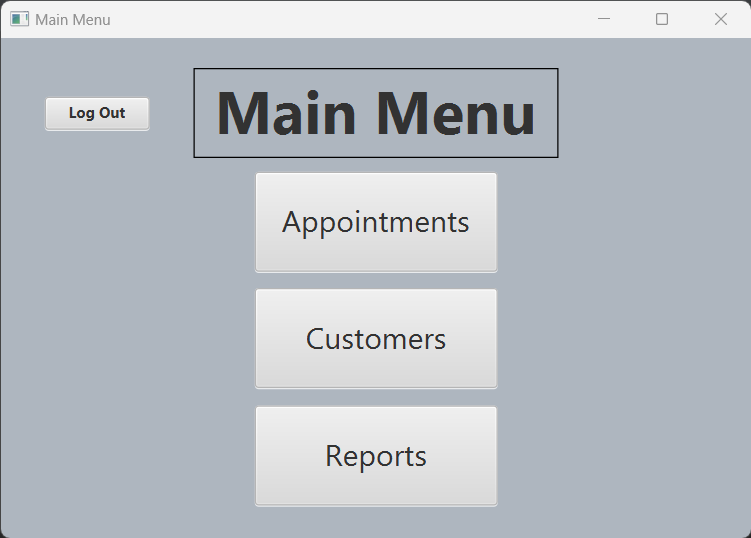 Main Menu
Log Out
Main Menu
Appointments
Customers
Reports